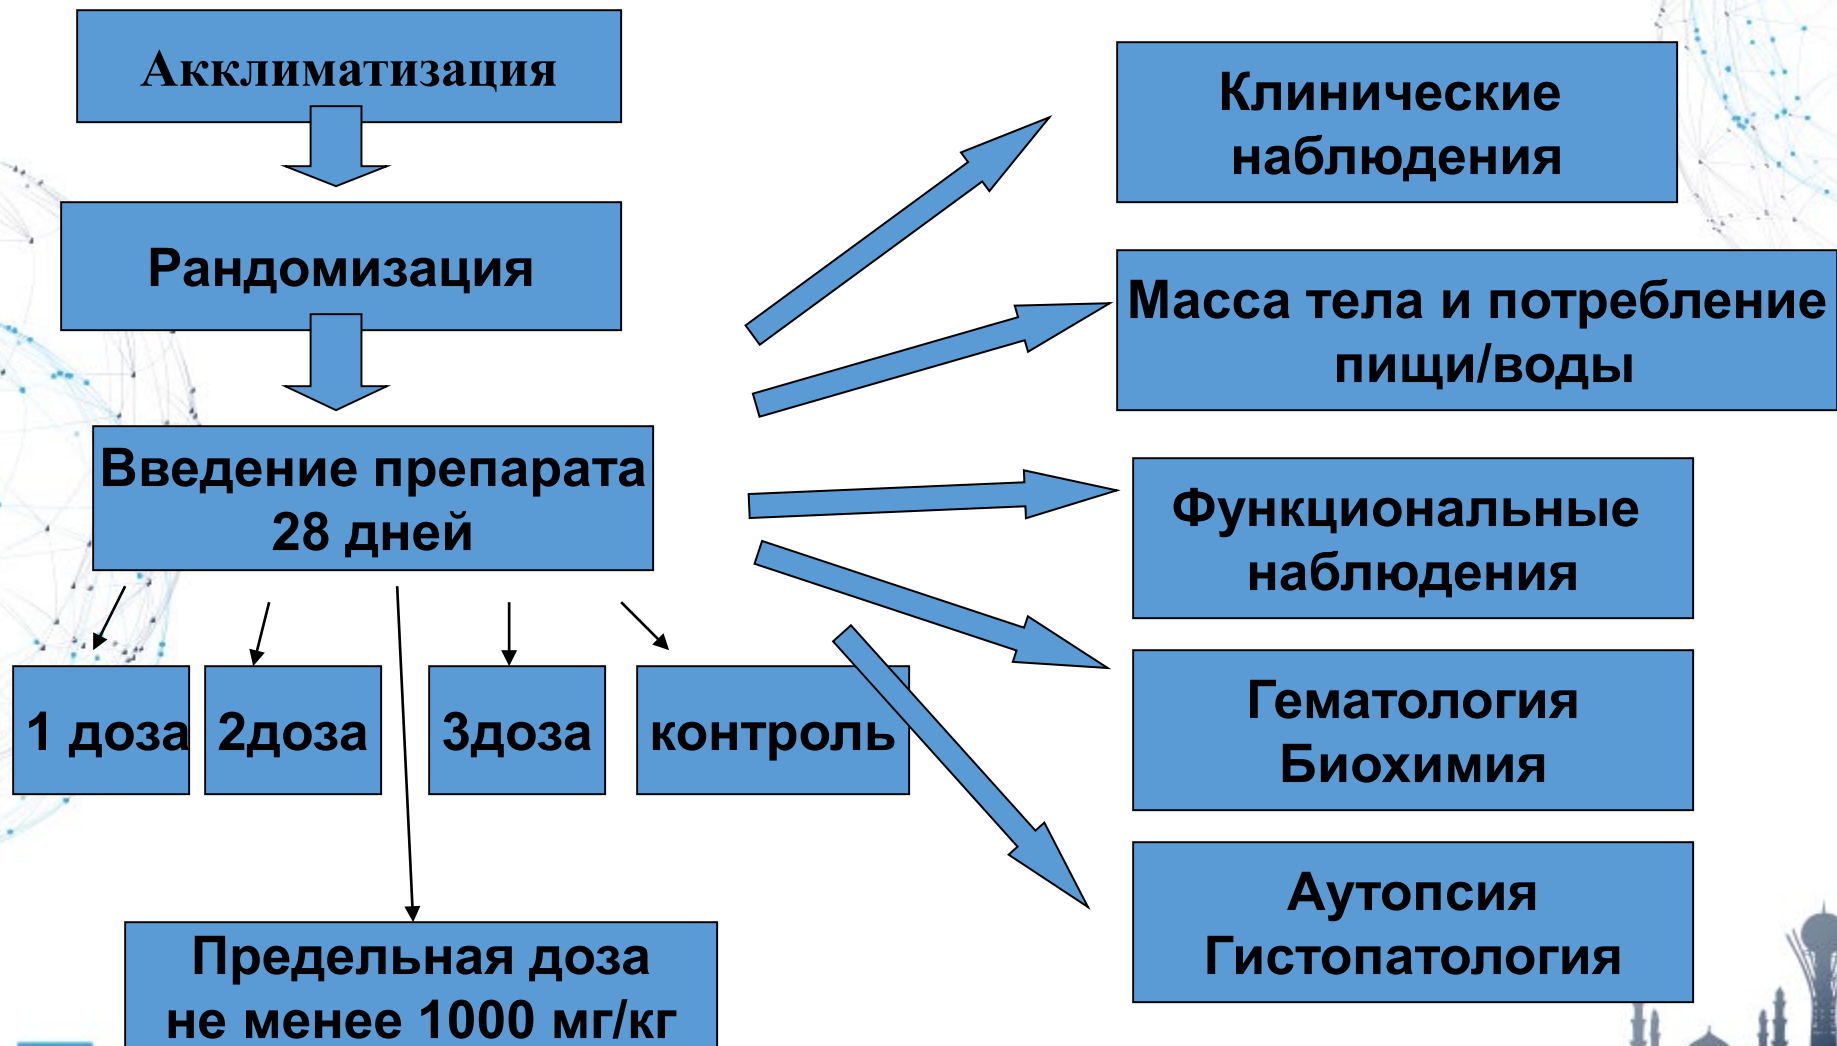 Акклиматизация
Рандомизация
Введение препарата
28 дней
1 доза
2доза
3доза
контроль
Предельная доза
не менее 1000 мг/кг
Клинические
наблюдения
Масса тела и потребление
пищи/воды
Функциональные
наблюдения
Гематология
Биохимия
Аутопсия
Гистопатология